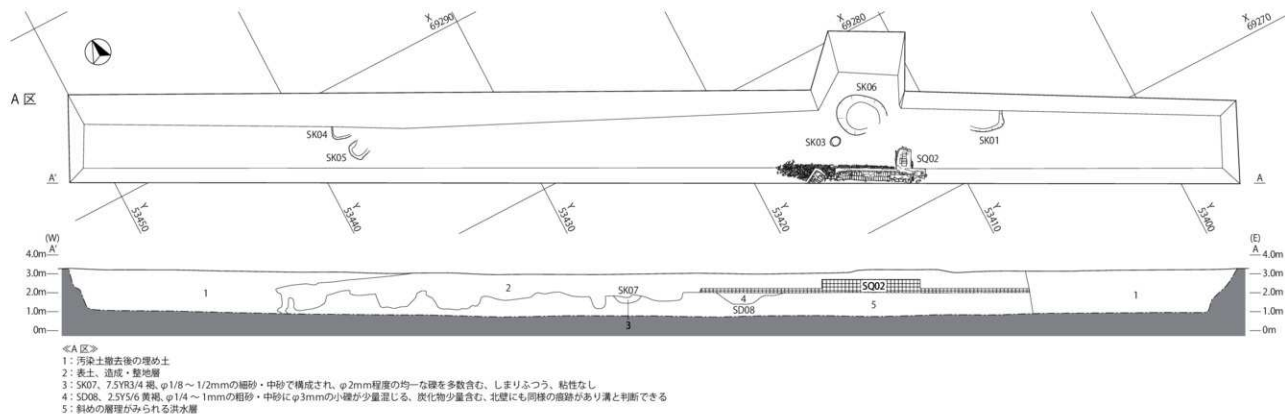 X
69290
X
69280
X
69270
A 区
SK06
SK04
SK05
SK03
SK01
SQ02
A'
A
Y
53450
Y
53440
Y
53430
Y
53420
Y
53410
Y
53400
(W)
A'
(E)
A
4.0m
3.0m
2.0m
1.0m
0m
4.0m
3.0m
2.0m
1.0m
0m
1
2
SK07
3
4
SD08
SQ02
5
1
≪A 区≫
1：汚染土撤去後の埋め土
2：表土、造成・整地層
3：SK07、7.5YR3/4 褐、φ1/8 ～ 1/2mmの細砂・中砂で構成され、φ2mm程度の均一な礫を多数含む、しまりふつう、粘性なし
4：SD08、2.5Y5/6 黄褐、φ1/4 ～ 1mmの粗砂・中砂にφ3mmの小礫が少量混じる、炭化物少量含む、北壁にも同様の痕跡があり溝と判断できる
5：斜めの層理がみられる洪水層